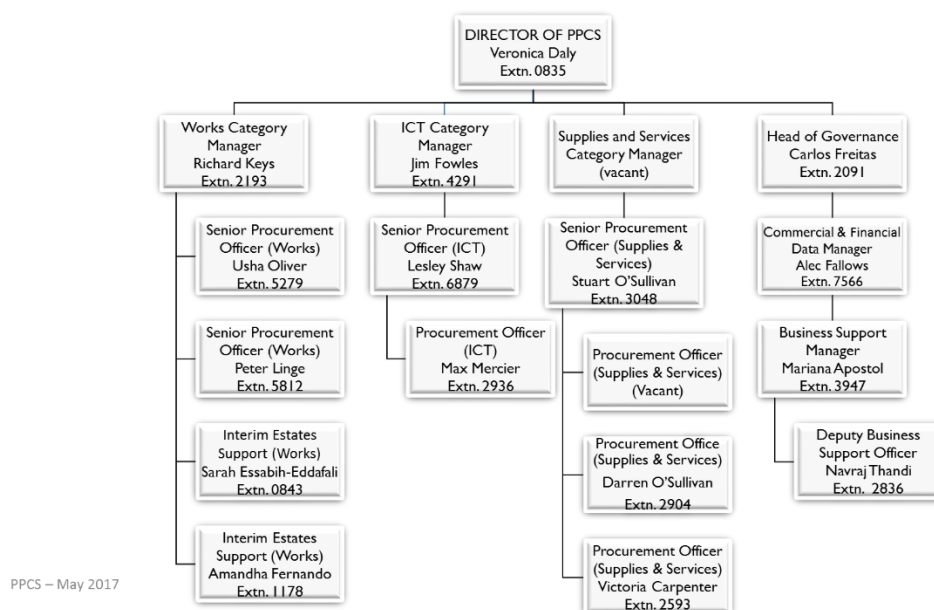 DIRECTOR OF PPCS
Veronica Daly
Extn. 0835
Works Category
Manager
Richard Keys
Extn. 2193
ICT Category
Manager
Jim Fowles
Extn. 4291
Supplies and Services
Category Manager
(vacant)
Head of Governance
Carlos Freitas
Extn. 2091
Senior Procurement
Officer (Works)
Usha Oliver
Extn. 5279
Senior Procurement
Officer (ICT)
Lesley Shaw
Extn. 6879
Senior Procurement
Officer (Supplies &
Services)
Stuart O'Sullivan
Extn. 3048
Commercial & Financial
Data Manager
Alec Fallows
Extn. 7566
Senior Procurement
Officer (Works)
Peter Linge
Extn. 5812
Procurement Officer
(ICT)
Max Mercier
Extn. 2936
Procurement Officer
(Supplies & Services)
(Vacant)
Business Support
Manager
Mariana Apostol
Extn. 3947
Interim Estates
Support (Works)
Sarah Essabih-Eddafali
Extn. 0843
Procurement Office
(Supplies & Services)
Darren O'Sullivan
Extn. 2904
Deputy Business
Support Officer
Navraj Thandi
Extn. 2836
Interim Estates
Support (Works)
Amandha Fernando
Extn. 1178
Procurement Officer
(Supplies & Services)
Victoria Carpenter
Extn. 2593
PPCS – May 2017